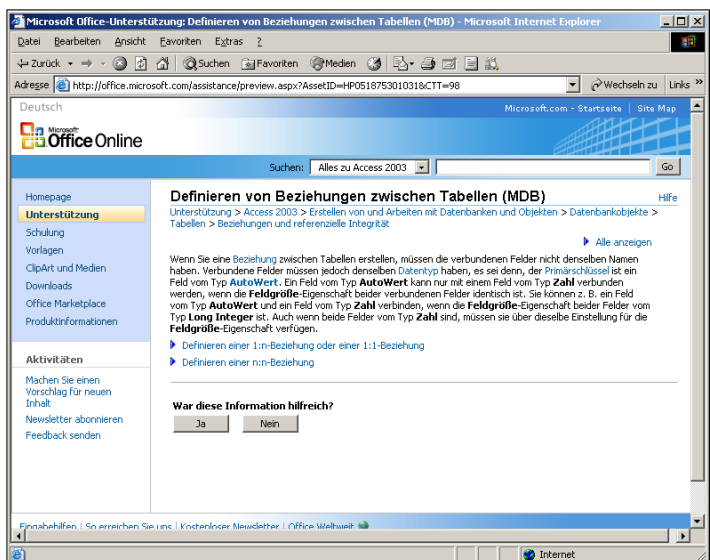 Microsoft Office-Unterstützung: Definieren von Beziehungen zwischen Tabellen (MDB) - Microsoft Internet Explorer
Datei Bearbeiten Ansicht Favoriten Extras ?
Zurück Suchen Favoriten Medien
Adresse http://office.microsoft.com/assistance/preview.aspx?AssetID=HP051875301031&CTT=98 Wechseln zu Links »
Deutsch Microsoft.com - Startseite | Site Map
Microsoft
Office Online
Suchen: Alles zu Access 2003 Go
Homepage
Unterstützung
Schulung
Vorlagen
ClipArt und Medien
Downloads
Office Marketplace
Produktinformationen
Aktivitäten
Machen Sie einen
Vorschlag für neuen
Inhalt
Newsletter abonnieren
Feedback senden
Definieren von Beziehungen zwischen Tabellen (MDB) Hilfe
Unterstützung > Access 2003 > Erstellen von und Arbeiten mit Datenbanken und Objekten > Datenbankobjekte >
Tabellen > Beziehungen und referenzielle Integrität
Alle anzeigen
Wenn Sie eine Beziehung zwischen Tabellen erstellen, müssen die verbundenen Felder nicht denselben Namen
haben. Verbundene Felder müssen jedoch denselben Datentyp haben, es sei denn, der Primärschlüssel ist ein
Feld vom Typ AutoWert. Ein Feld vom Typ AutoWert kann nur mit einem Feld vom Typ Zahl verbunden
werden, wenn die Feldgröße-Eigenschaft beider verbundenen Felder identisch ist. Sie können z. B. ein Feld
vom Typ AutoWert und ein Feld vom Typ Zahl verbinden, wenn die Feldgröße-Eigenschaft beider Felder vom
Typ Long Integer ist. Auch wenn beide Felder vom Typ Zahl sind, müssen sie über dieselbe Einstellung für die
Feldgröße-Eigenschaft verfügen.
Definieren einer 1:n-Beziehung oder einer 1:1-Beziehung
Definieren einer n:n-Beziehung
War diese Information hilfreich?
Ja Nein
Eingabehilfen | So erreichen Sie uns | Kostenloser Newsletter | Office Weltweit
Internet